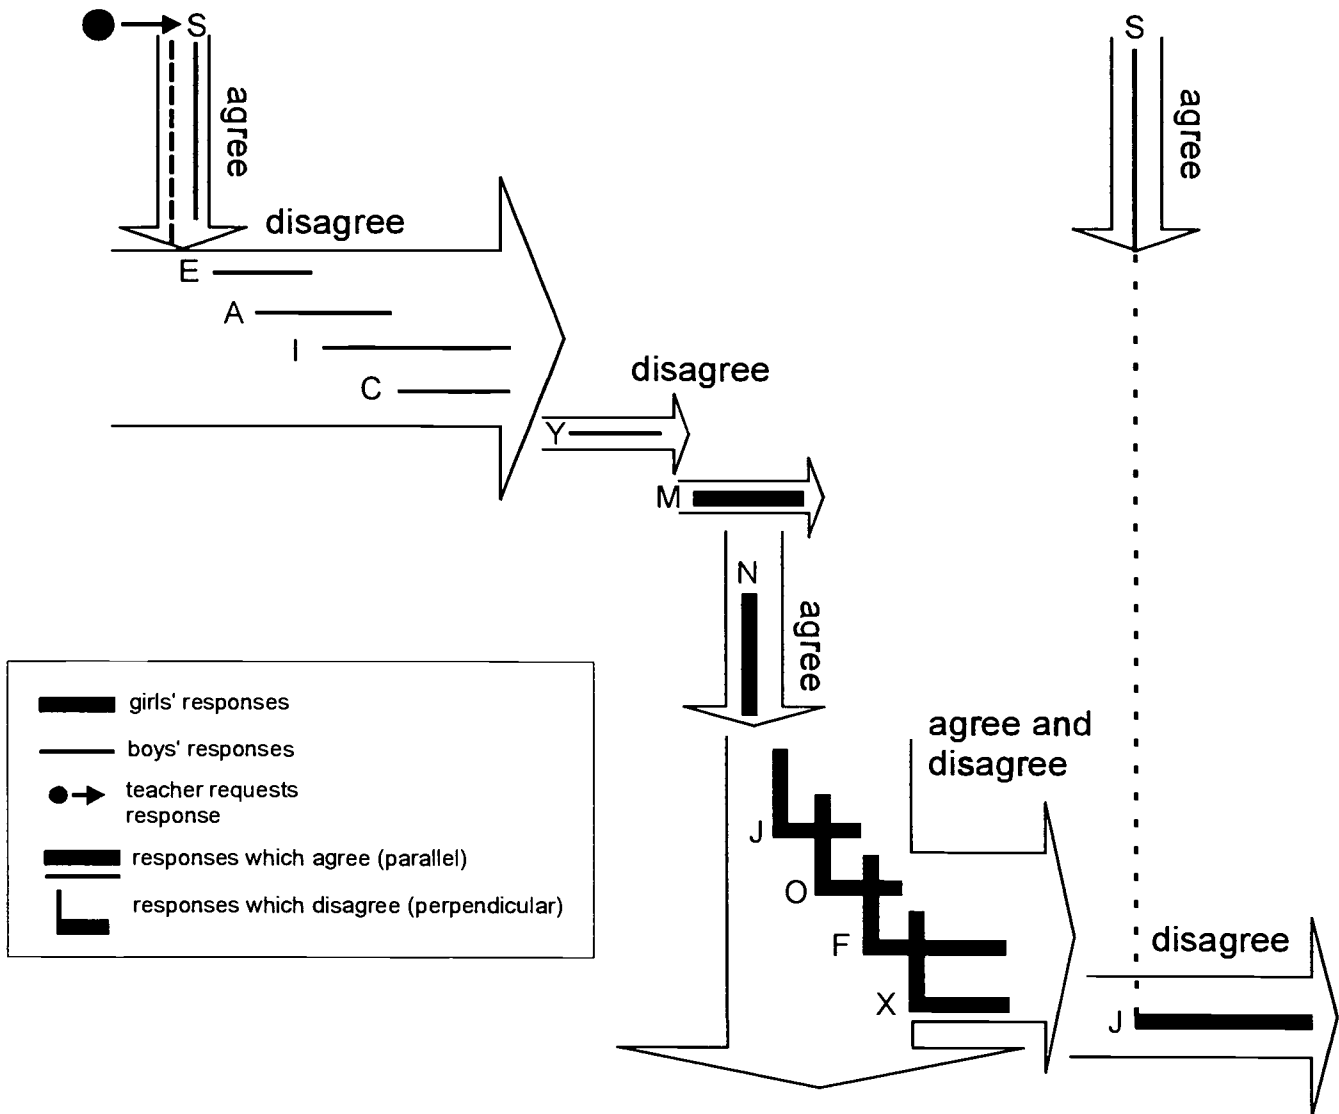 S
S
agree
agree
disagree
E
A
I
C
disagree
Y
M
N
agree
girls' responses
boys' responses
teacher requests
response
responses which agree (parallel)
responses which disagree (perpendicular)
agree and
disagree
J
O
F
X
disagree
J